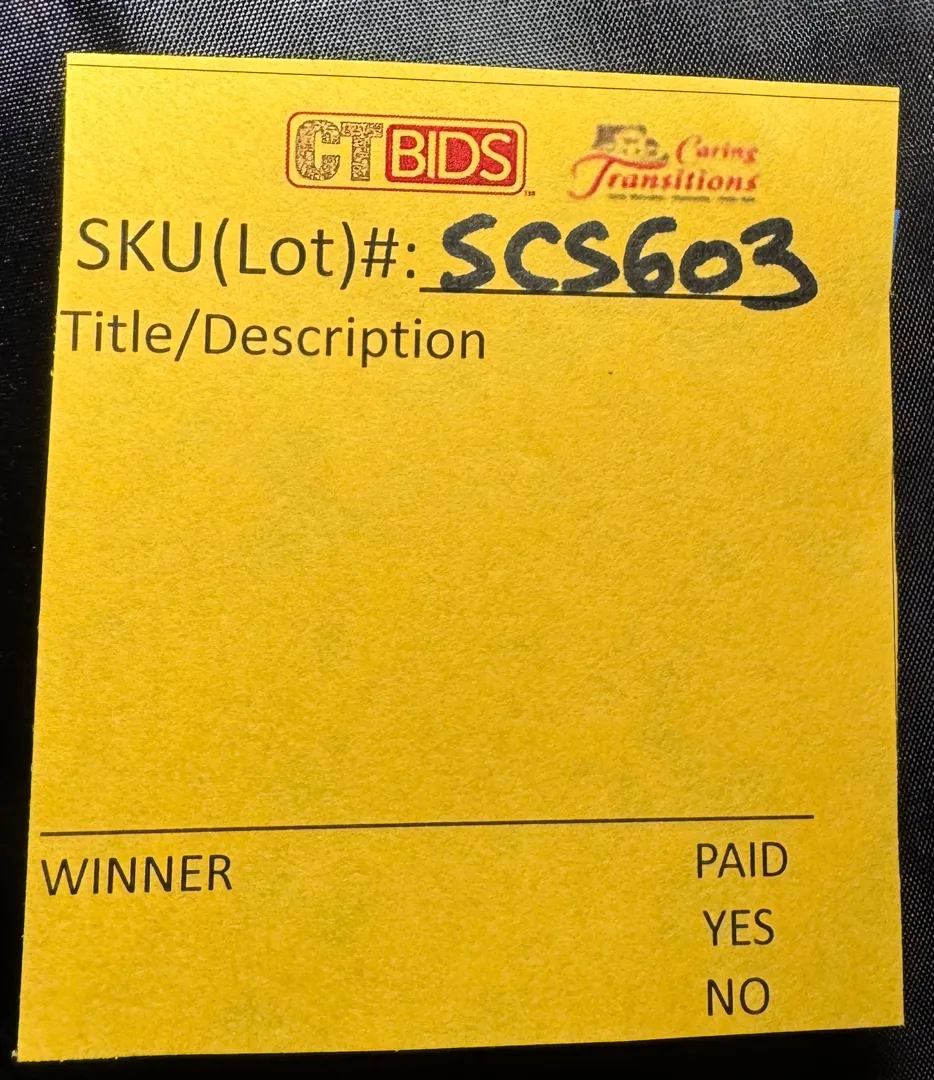 CTBIDS Caring
Transitions
SKU(Lot)#: SCS603
Title/Description
WINNER PAID
YES
NO